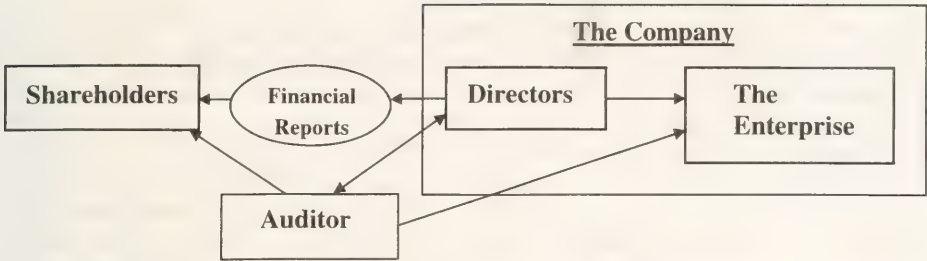 The Company
Shareholders
Financial
Reports
Directors
The
Enterprise
Auditor